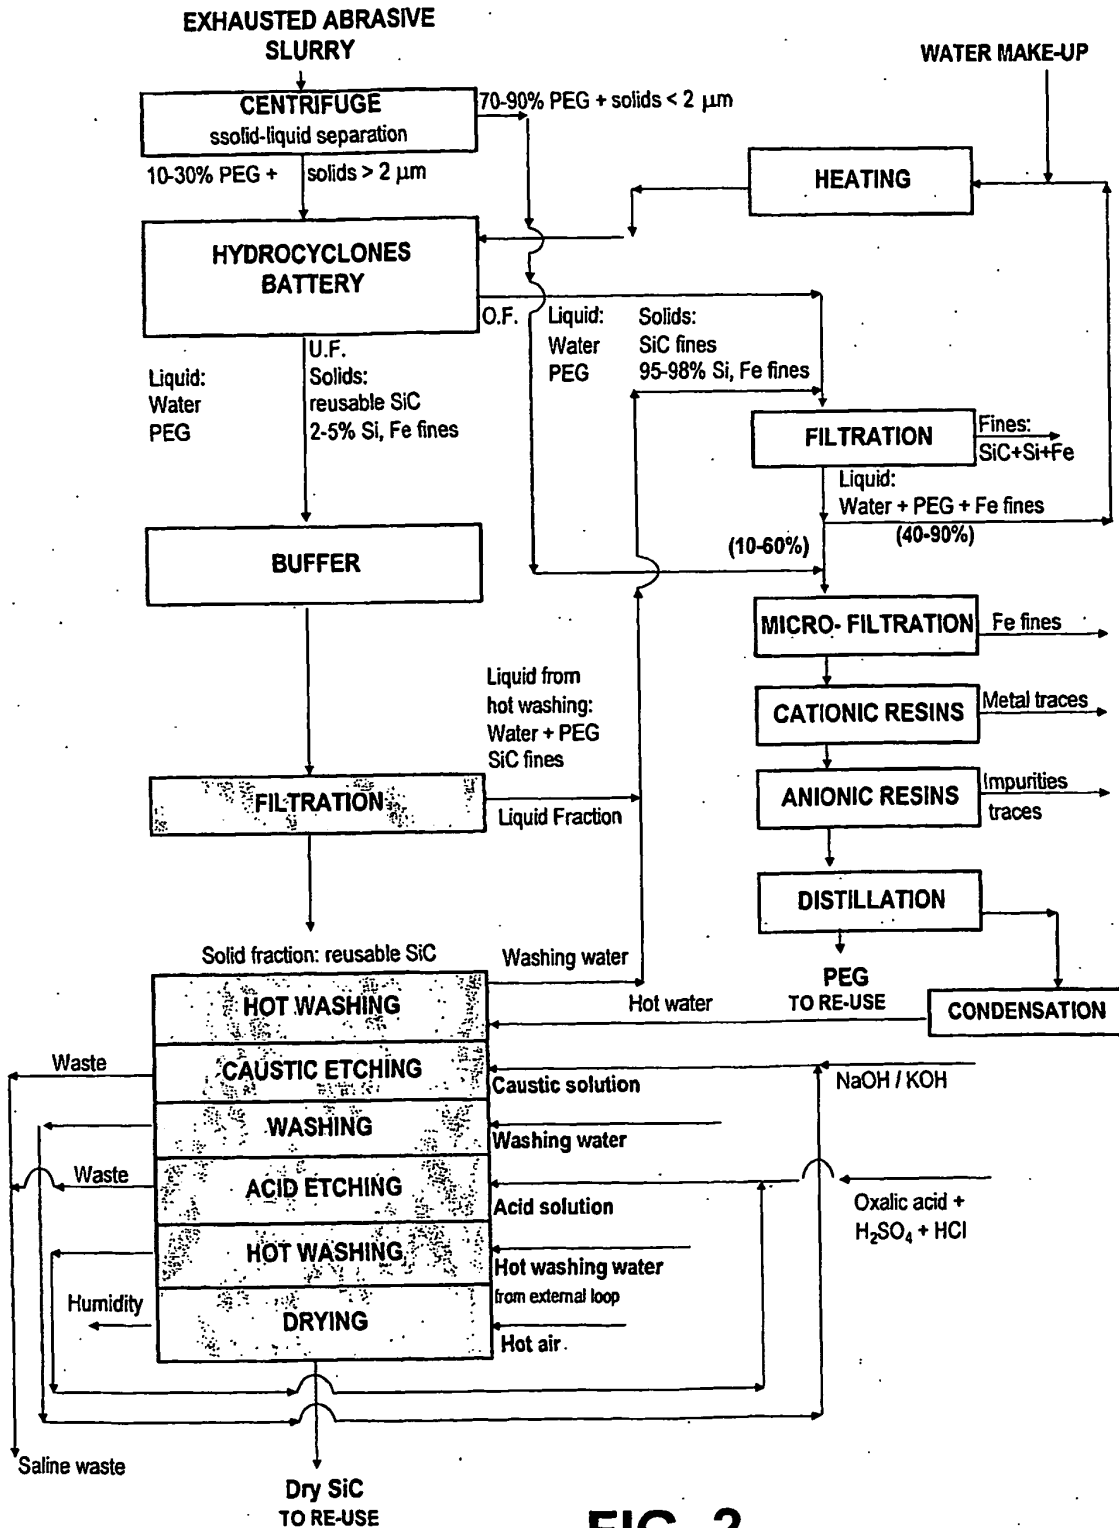 EXHAUSTED ABRASIVE
SLURRY
WATER MAKE-UP
CENTRIFUGE
ssolid-liquid separation
70-90% PEG + solids < 2 μm
10-30% PEG +
solids > 2 μm
HEATING
HYDROCYCLONES
BATTERY
O.F.
Liquid:
Water
PEG
Solids:
SiC fines
95-98% Si, Fe fines
U.F.
Liquid:
Water
PEG
Solids:
reusable SiC
2-5% Si, Fe fines
FILTRATION
Fines:
SiC+Si+Fe
Liquid:
Water + PEG + Fe fines
(40-90%)
(10-60%)
BUFFER
MICRO- FILTRATION
Fe fines
Liquid from
hot washing:
Water + PEG
SiC fines
CATIONIC RESINS
Metal traces
FILTRATION
Liquid Fraction
ANIONIC RESINS
Impurities
traces
DISTILLATION
Solid fraction: reusable SiC
Washing water
PEG
TO RE-USE
HOT WASHING
Hot water
CONDENSATION
Waste
CAUSTIC ETCHING
Caustic solution
NaOH / KOH
WASHING
Washing water
Waste
ACID ETCHING
Acid solution
Oxalic acid +
H₂SO₄ + HCl
HOT WASHING
Hot washing water
from external loop
Humidity
DRYING
Hot air
Saline waste
Dry SiC
TO RE-USE
FIG. 2